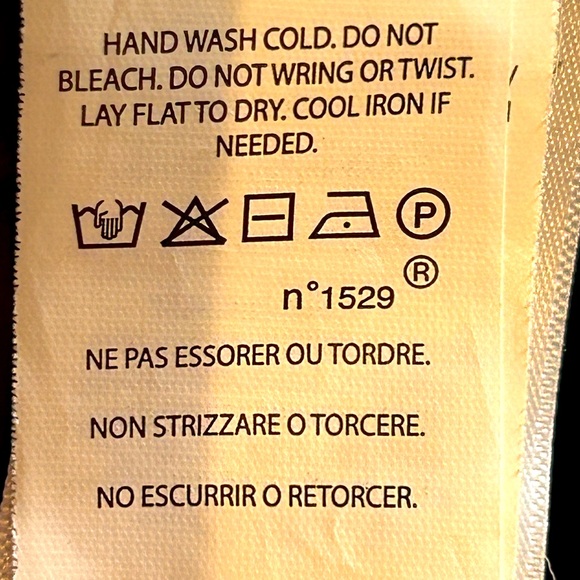 HAND WASH COLD. DO NOT
BLEACH. DO NOT WRING OR TWIST.
LAY FLAT TO DRY. COOL IRON IF
NEEDED.
P
n°1529 ®
NE PAS ESSORER OU TORDRE.
NON STRIZZARE O TORCERE.
NO ESCURRIR O RETORCER.